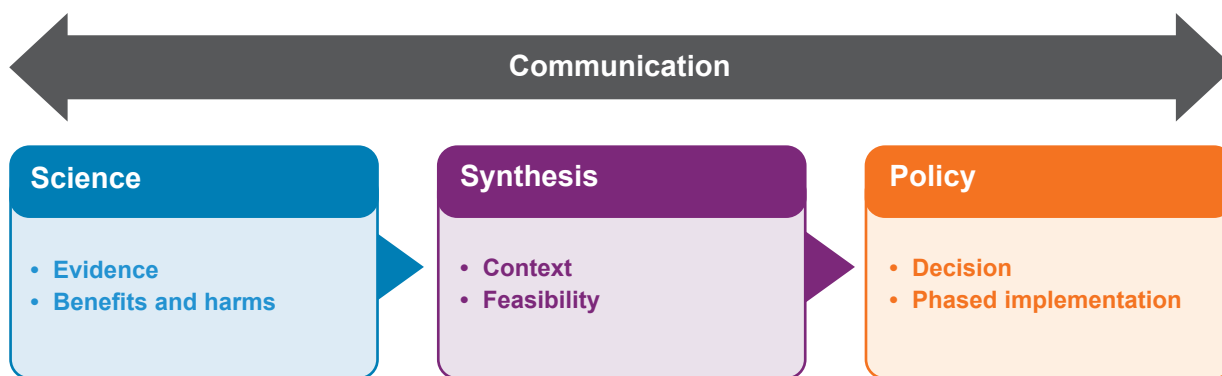 Communication
Science
• Evidence
• Benefits and harms
Synthesis
• Context
• Feasibility
Policy
• Decision
• Phased implementation